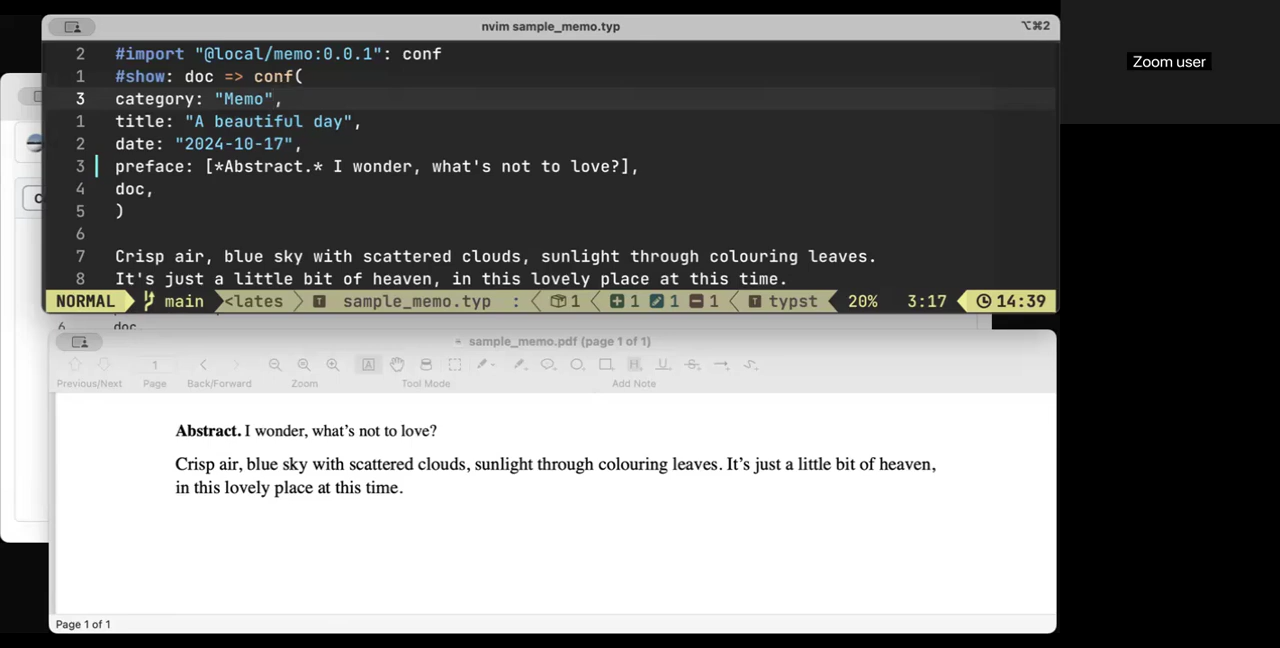 nvim sample_memo.typ
⌥⌘2
2 #import "@local/memo:0.0.1": conf
1 #show: doc => conf(
3 category: "Memo",
1 title: "A beautiful day",
2 date: "2024-10-17",
3 preface: [*Abstract.* I wonder, what's not to love?],
4 doc,
5 )
6
7 Crisp air, blue sky with scattered clouds, sunlight through colouring leaves.
8 It's just a little bit of heaven, in this lovely place at this time.
NORMAL main <lates sample_memo.typ : 1 1 1 1 typst 20% 3:17 14:39
6 doc
sample_memo.pdf (page 1 of 1)
1
Previous/Next Page Back/Forward Zoom Tool Mode Add Note
Abstract. I wonder, what's not to love?
Crisp air, blue sky with scattered clouds, sunlight through colouring leaves. It's just a little bit of heaven,
in this lovely place at this time.
Page 1 of 1
Zoom user